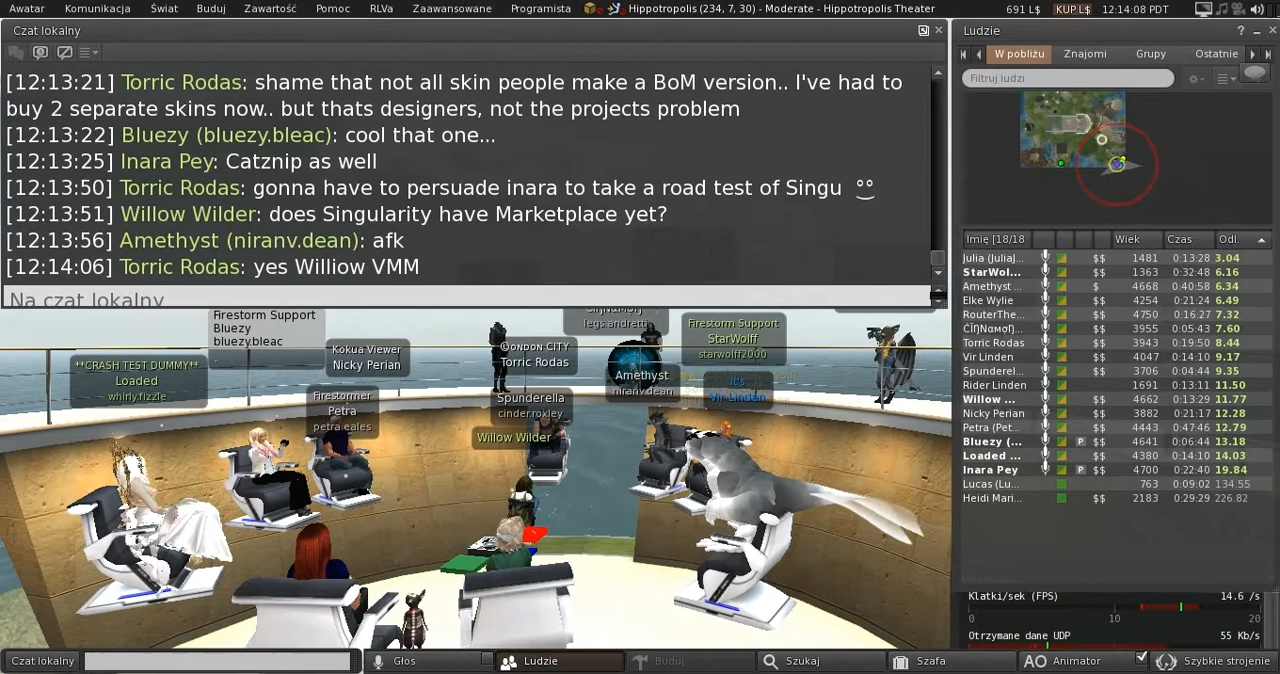 Awatar Komunikacja Świat Buduj Zawartość Pomoc RLVa Zaawansowane Programista Hippotropolis (234, 7, 30) - Moderate - Hippotropolis Theater 691 L$ KUP L$ 12:14:08 PDT
Czat lokalny
[12:13:21] Torric Rodas: shame that not all skin people make a BoM version.. I've had to
buy 2 separate skins now.. but thats designers, not the projects problem
[12:13:22] Bluezy (bluezy.bleac): cool that one...
[12:13:25] Inara Pey: Catznip as well
[12:13:50] Torric Rodas: gonna have to persuade inara to take a road test of Singu
[12:13:51] Willow Wilder: does Singularity have Marketplace yet?
[12:13:56] Amethyst (niranv.dean): afk
[12:14:06] Torric Rodas: yes Williow VMM
Na czat lokalny
Ludzie
W pobliżu Znajomi Grupy Ostatnie
Filtruj ludzi
Imię [18/18 Wiek Czas Odl.
Julia (JuliaJ... $$ 1481 0:13:28 3.04
StarWol... $$ 1363 0:32:48 6.16
Amethyst ... $ 4668 0:40:58 6.34
Elke Wylie $$ 4254 0:21:24 6.49
RouterThe... $$ 4750 0:16:27 7.32
$$ 3955 0:05:43 7.60
Torric Rodas $$ 3943 0:19:50 8.44
Vir Linden $$ 4047 0:14:10 9.17
Spunderel... $$ 3706 0:04:44 9.35
Rider Linden $$ 1691 0:13:11 11.50
Willow ... $$ 4662 0:13:29 11.77
Nicky Perian $$ 3882 0:21:17 12.28
Petra (Pet... $$ 4443 0:47:46 12.79
Bluezy (... P $$ 4641 0:06:44 13.18
Loaded ... $$ 4380 0:14:10 14.03
Inara Pey P $$ 4700 0:22:40 19.84
Lucas (Lu... 763 0:09:02 134.55
Heidi Mari... $$ 2183 0:29:29 226.82
Klatki/sek (FPS) 14.6 /s
0 10 20
Otrzymane dane UDP 55 Kb/s
Firestorm Support
Bluezy
bluezy.bleac
**CRASH TEST DUMMY**
Loaded
whirly.fizzle
Kokua Viewer
Nicky Perian
Firestormer
Petra
petra.eales
CITY
Torric Rodas
Spunderella
cinder.roxley
Willow Wilder
legs.andretti
Amethyst
niranv.dean
Firestorm Support
StarWolff
starwolff2000
It's
Vir Linden
Czat lokalny Głos Ludzie Buduj Szukaj Szafa AO Animator Szybkie strojenie